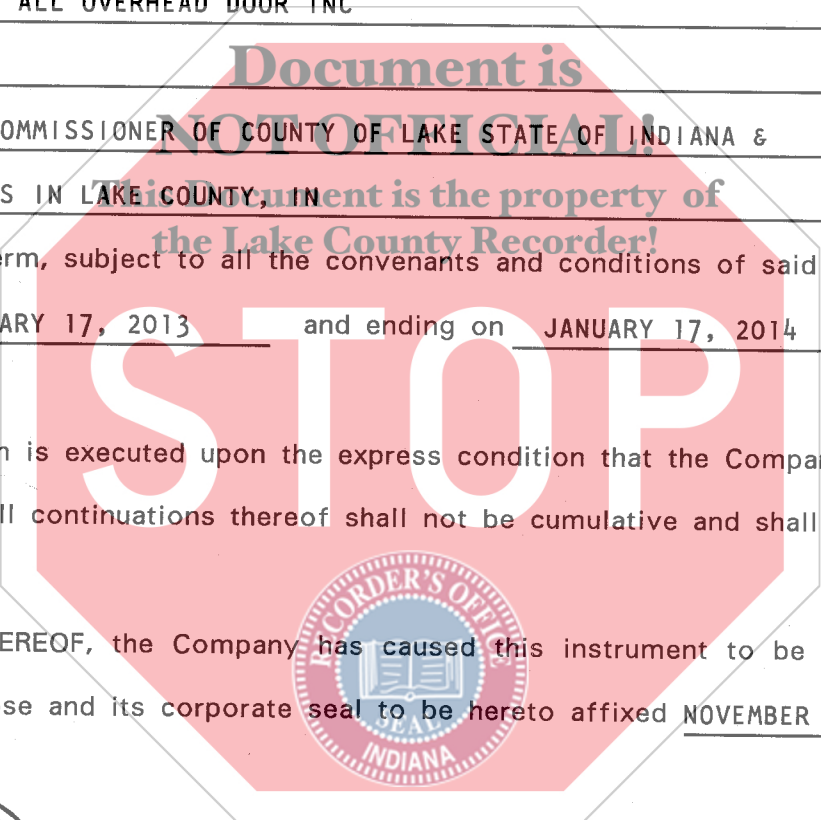 ALL OVERHEAD DOOR INC
Document is
NOT OFFICIAL!
OMMISSIONER OF COUNTY OF LAKE STATE OF INDIANA &
This Document is the property of
S IN LAKE COUNTY, IN
the Lake County Recorder!
erm, subject to all the convenants and conditions of said
ARY 17, 2013 and ending on JANUARY 17, 2014
STOP
n is executed upon the express condition that the Compa
ll continuations thereof shall not be cumulative and shall
RECORDER'S OFFICE
EREOF, the Company has caused this instrument to be
se and its corporate seal to be hereto affixed NOVEMBER
SEAL
INDIANA